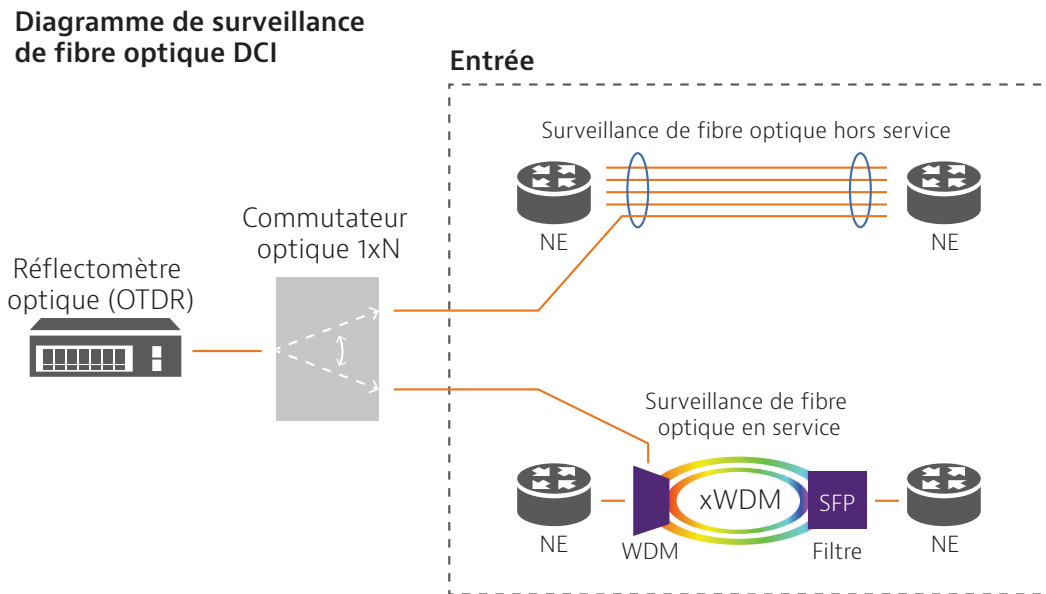 Diagramme de surveillance
de fibre optique DCI
Entrée
Surveillance de fibre optique hors service
NE
NE
Commutateur
optique 1xN
Réflectomètre
optique (OTDR)
Surveillance de fibre
optique en service
xWDM
SFP
NE
WDM
Filtre
NE